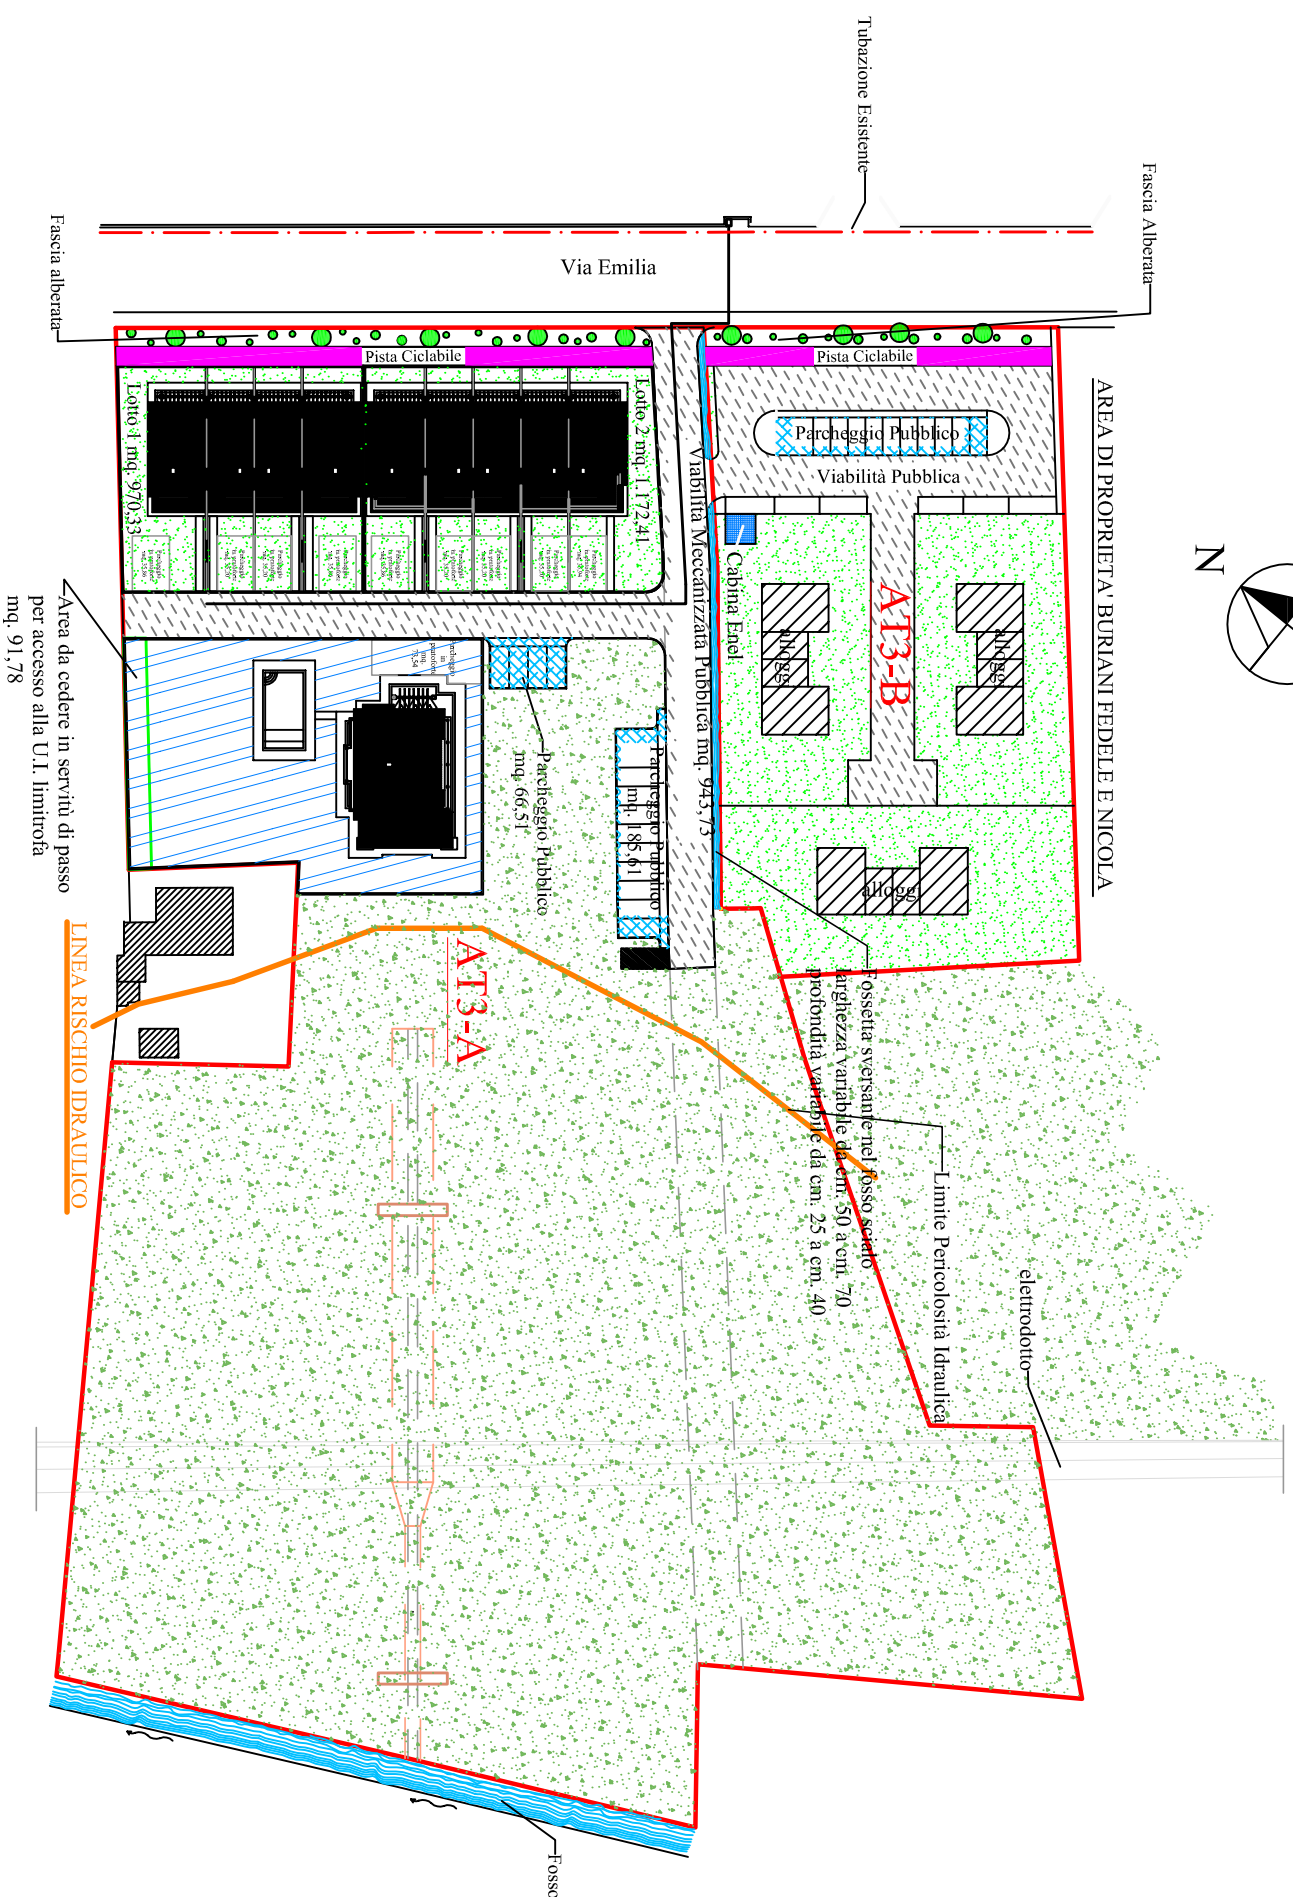 Tubazione Esistente
Fascia Alberata
N
Fascia alberata
Via Emilia
Pista Ciclabile
Pista Ciclabile
AREA DI PROPRIETA' BURIANI FEDELE E NICOLA
Parcheggio Pubblico
Viabilità Pubblica
Lotto 1 mq. 970,33
Lotto 2 mq. 1 172,41
Viabilità Meccanizzata Pubblica mq. 943,73
Cabina Enel
AT3-B
alloggi
alloggi
alloggi
Area da cedere in servitù di passo
per accesso alla U.I. limitrofa
mq. 91,78
Parcheggio Pubblico
mq. 66,51
Parcheggio Pubblico
mq. 185,61
LINEA RISCHIO IDRAULICO
AT3-A
Fossetta sversante nel fosso scialo
larghezza variabile da cm. 50 a cm. 70
profondità variabile da cm. 25 a cm. 40
Limite Pericolosità Idraulica
elettrodotto
Fosso